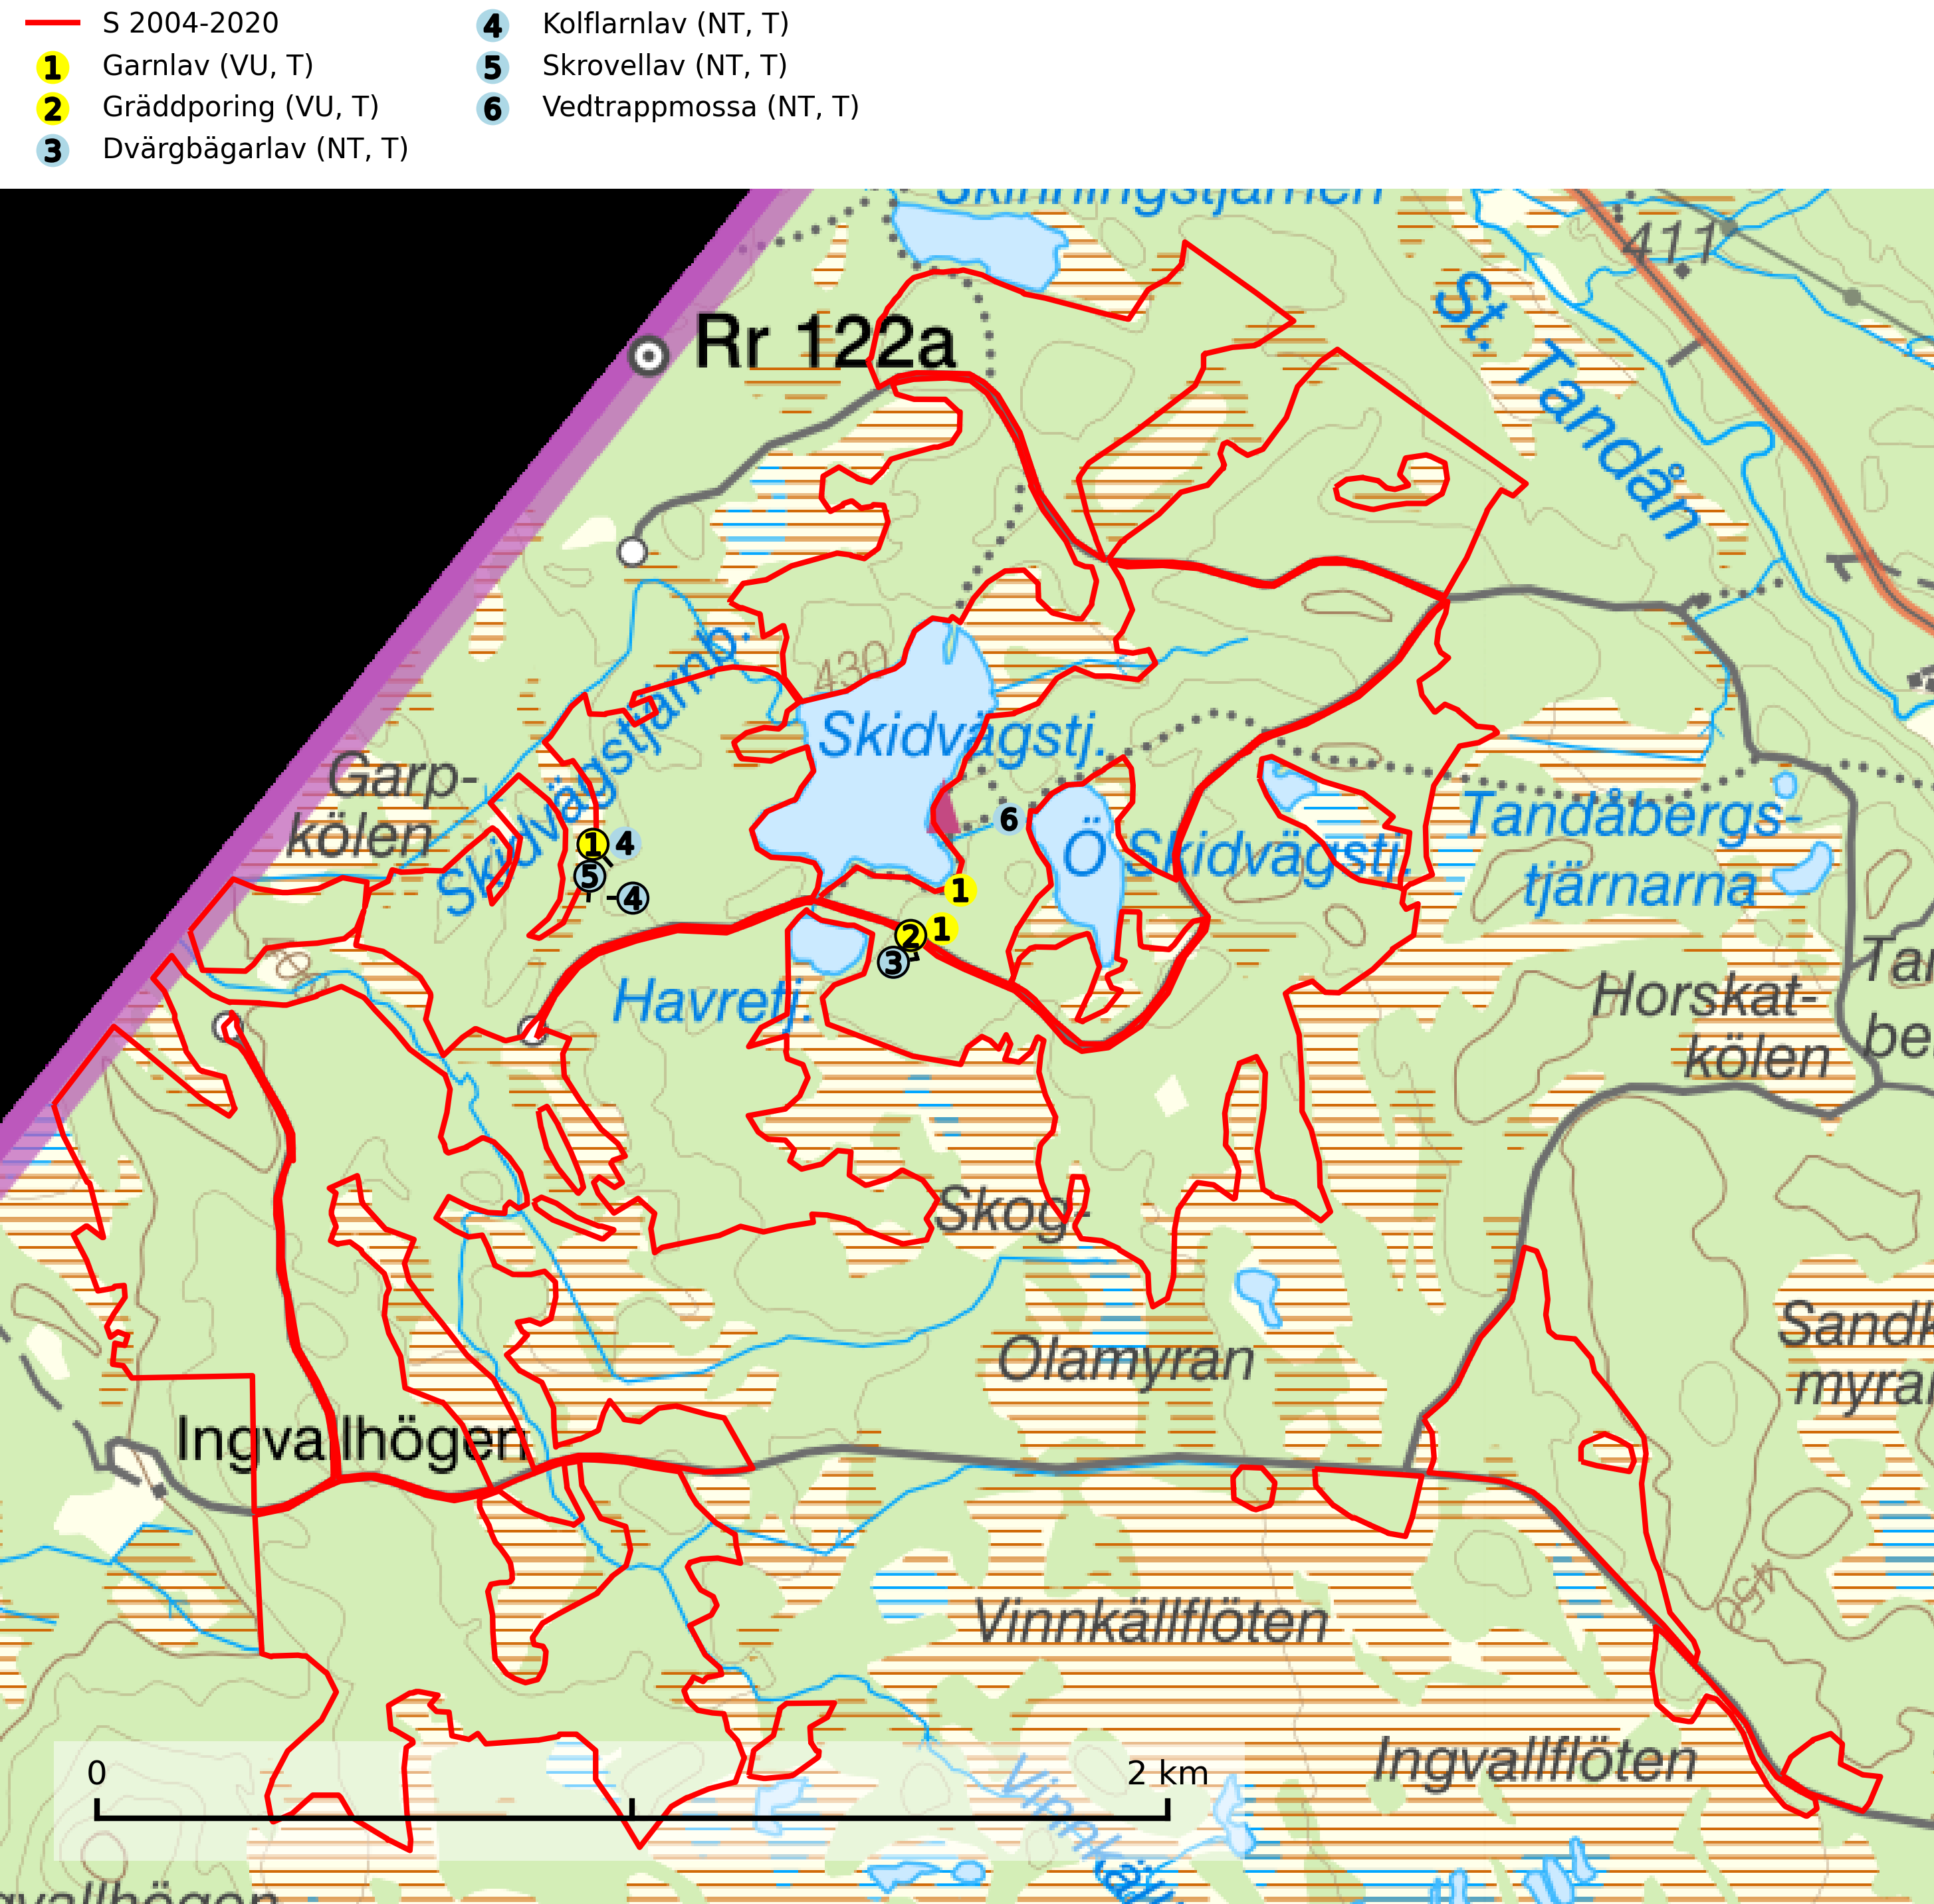 S 2004-2020
1 Garnlav (VU, T)
2 Gräddporing (VU, T)
3 Dvärgbägarlav (NT, T)
4 Kolflarnlav (NT, T)
5 Skrovellav (NT, T)
6 Vedtrappmossa (NT, T)
Skinningstjärnen
411
St. Tandån
Rr 122a
430
Skidvägstjärnb.
Skidvägstj.
Garp-
kölen
6
1 4
5
4
Ö Skidvägstj.
Tandåbergs-
tjärnarna
1
2 1
3
Havretj.
Horskat-
kölen
Skog-
Olamyran
Ingvallhögen
Vinnkällflöten
450
Ingvallflöten
0
2 km